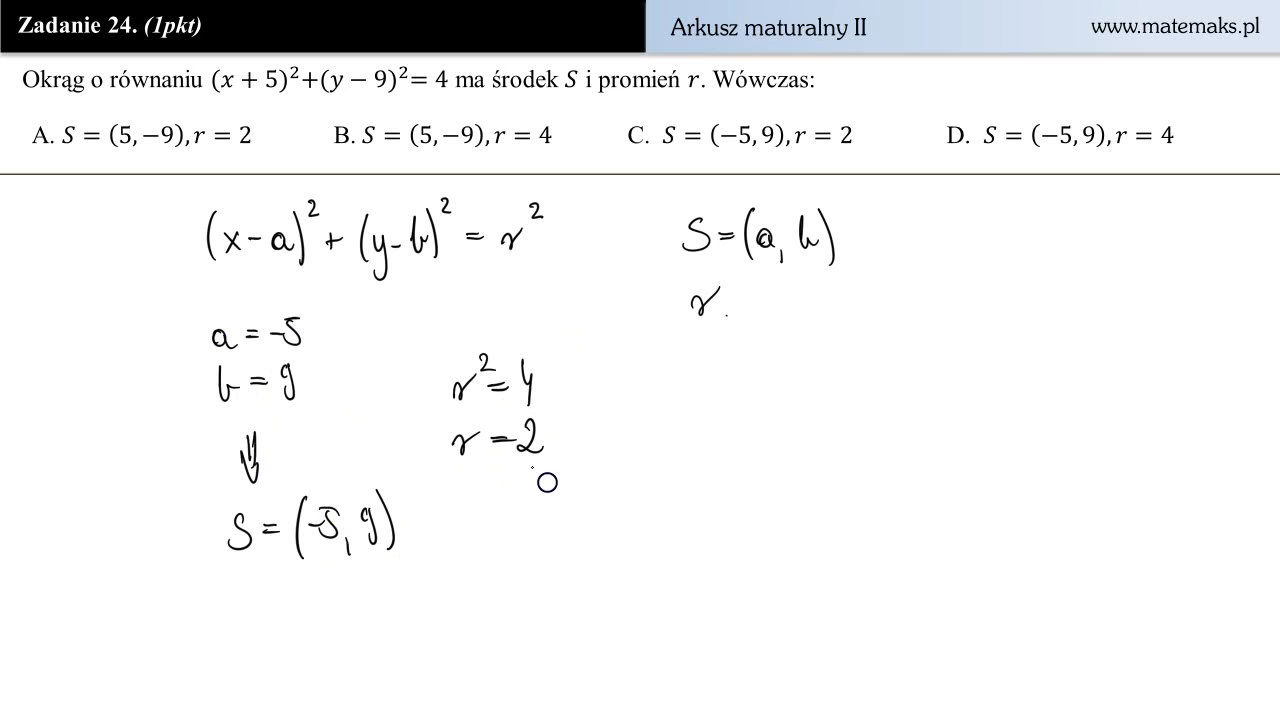 Zadanie 24. (1pkt)
Arkusz maturalny II
www.matemaks.pl
Okrąg o równaniu (x + 5)²+(y − 9)²= 4 ma środek S i promień r. Wówczas:
A. S = (5, −9), r = 2
B. S = (5, −9), r = 4
C. S = (−5, 9), r = 2
D. S = (−5, 9), r = 4
(x-a)² + (y-b)² = r²
S=(a, b)
r.
a = -5
b = 9
r² = 4
r = 2
⇓
S = (-5, 9)